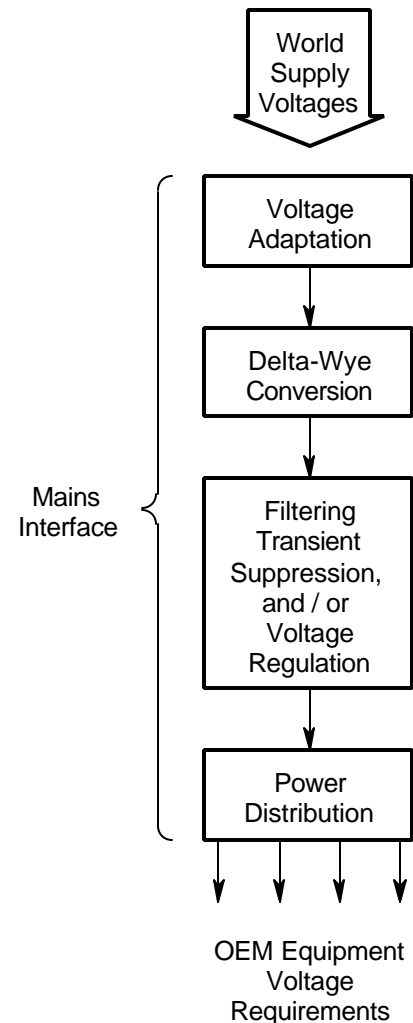 World
Supply
Voltages
Voltage
Adaptation
Delta-Wye
Conversion
Mains
Interface
Filtering
Transient
Suppression,
and / or
Voltage
Regulation
Power
Distribution
OEM Equipment
Voltage
Requirements